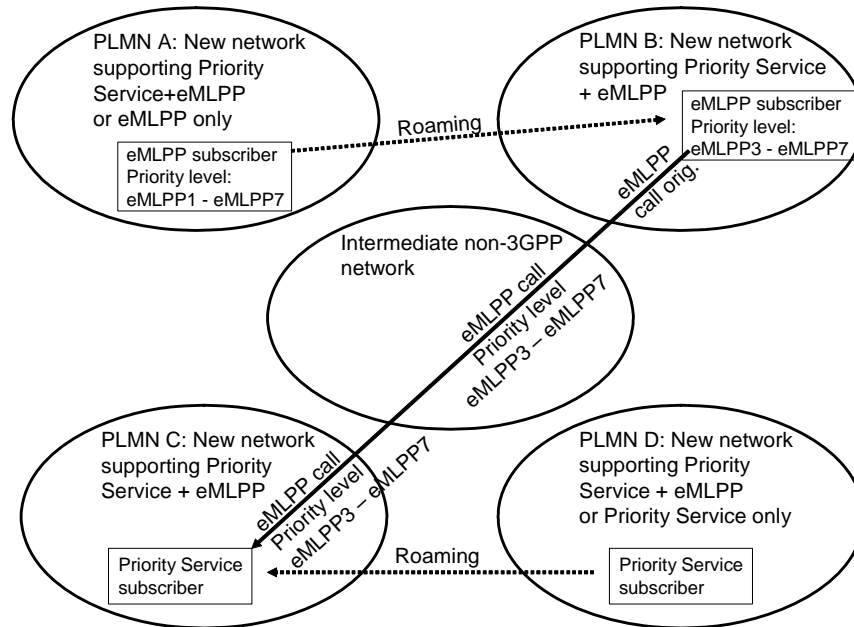 PLMN A: New network
supporting Priority
Service+eMLPP
or eMLPP only
eMLPP subscriber
Priority level:
eMLPP1 - eMLPP7
Roaming
PLMN B: New network
supporting Priority Service
+ eMLPP
eMLPP subscriber
Priority level:
eMLPP3 - eMLPP7
eMLPP
call orig.
Intermediate non-3GPP
network
eMLPP call
Priority level
eMLPP3 – eMLPP7
PLMN C: New network
supporting Priority
Service + eMLPP
eMLPP call
Priority level
eMLPP3 – eMLPP7
Priority Service
subscriber
Roaming
PLMN D: New network
supporting Priority
Service + eMLPP
or Priority Service only
Priority Service
subscriber